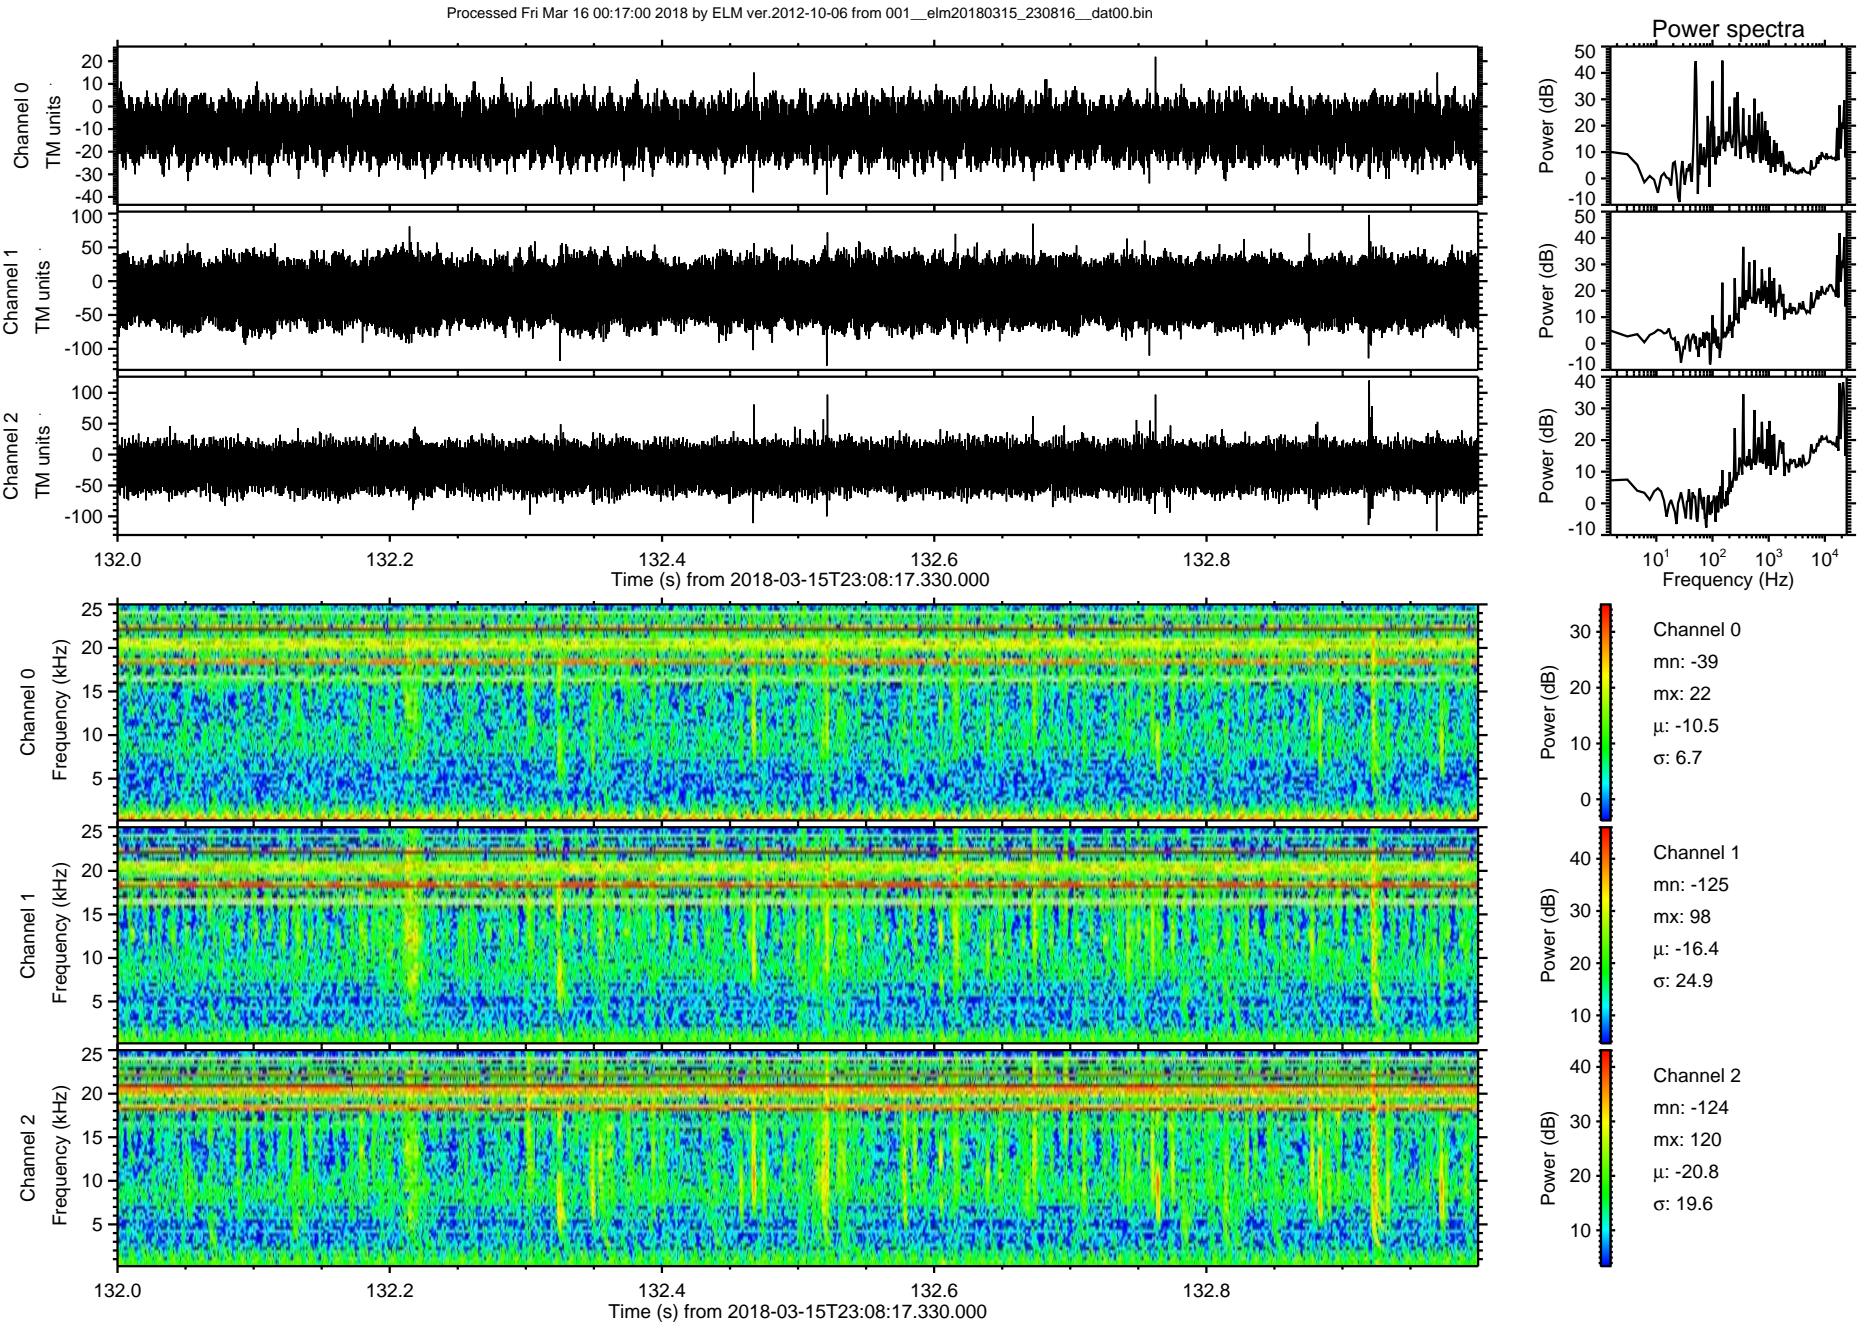 Processed Fri Mar 16 00:17:00 2018 by ELM ver.2012-10-06 from 001__elm20180315_230816__dat00.bin
Power spectra
Channel 0
TM units
20
10
0
-10
-20
-30
-40
Power (dB)
50
40
30
20
10
0
-10
Channel 1
TM units
100
50
0
-50
-100
Power (dB)
50
40
30
20
10
0
-10
Channel 2
TM units
100
50
0
-50
-100
Power (dB)
40
30
20
10
0
-10
132.0 132.2 132.4 132.6 132.8
Time (s) from 2018-03-15T23:08:17.330.000
10¹ 10² 10³ 10⁴
Frequency (Hz)
Channel 0
Frequency (kHz)
25
20
15
10
5
Power (dB)
30
20
10
0
Channel 0
mn: -39
mx: 22
μ: -10.5
σ: 6.7
Channel 1
Frequency (kHz)
25
20
15
10
5
Power (dB)
40
30
20
10
Channel 1
mn: -125
mx: 98
μ: -16.4
σ: 24.9
Channel 2
Frequency (kHz)
25
20
15
10
5
Power (dB)
40
30
20
10
Channel 2
mn: -124
mx: 120
μ: -20.8
σ: 19.6
132.0 132.2 132.4 132.6 132.8
Time (s) from 2018-03-15T23:08:17.330.000